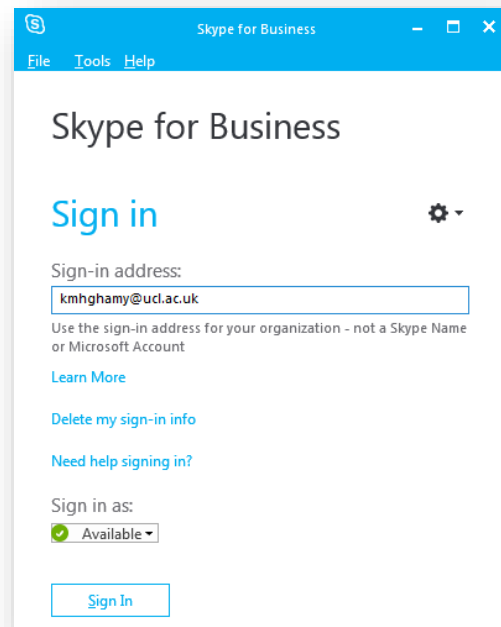 Skype for Business
File Tools Help
Skype for Business
Sign in
Sign-in address:
kmhghamy@ucl.ac.uk
Use the sign-in address for your organization - not a Skype Name
or Microsoft Account
Learn More
Delete my sign-in info
Need help signing in?
Sign in as:
Available
Sign In